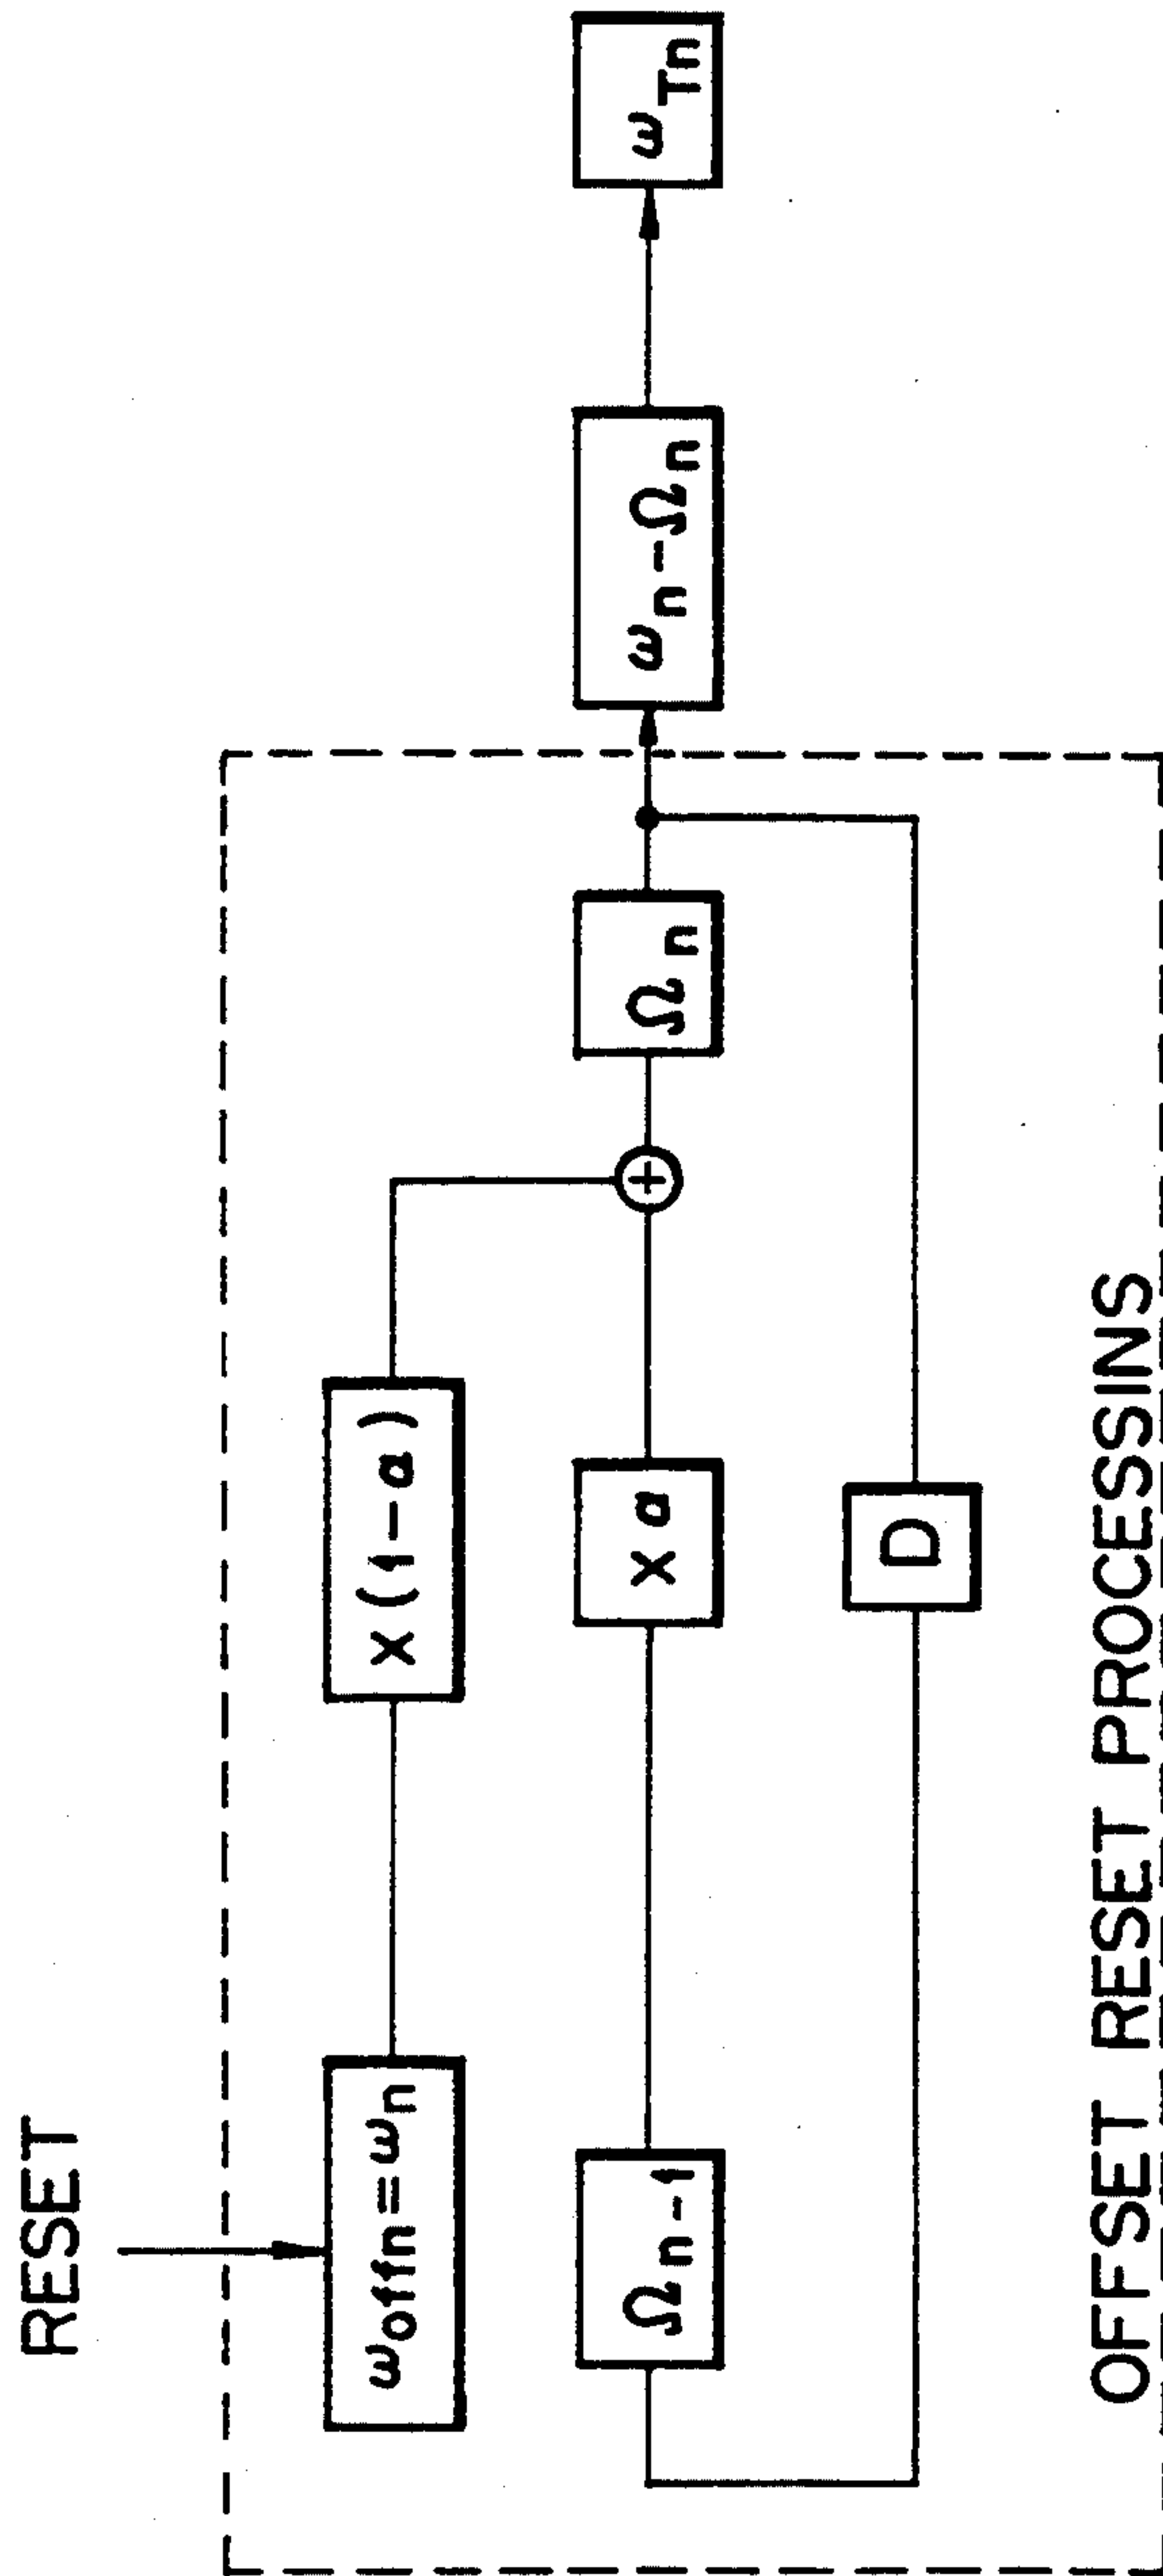 RESET
ωoffn=ωn
X(1-a)
Ωn-1
Xa
+
Ωn
ωn-Ωn
ωTn
D
OFFSET RESET PROCESSINS